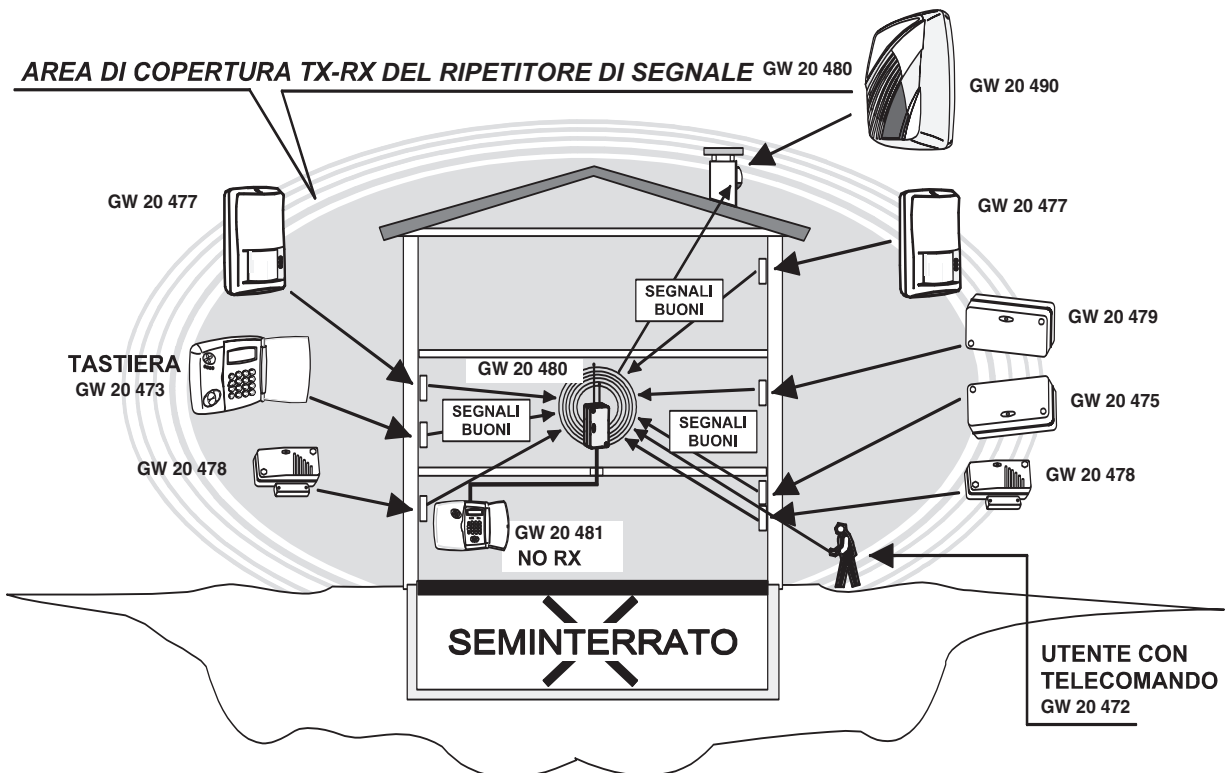 AREA DI COPERTURA TX-RX DEL RIPETITORE DI SEGNALE GW 20 480
GW 20 490
GW 20 477
GW 20 477
SEGNALI
BUONI
GW 20 479
TASTIERA
GW 20 473
GW 20 480
SEGNALI
BUONI
SEGNALI
BUONI
GW 20 475
GW 20 478
GW 20 478
GW 20 481
NO RX
SEMINTERRATO
UTENTE CON
TELECOMANDO
GW 20 472